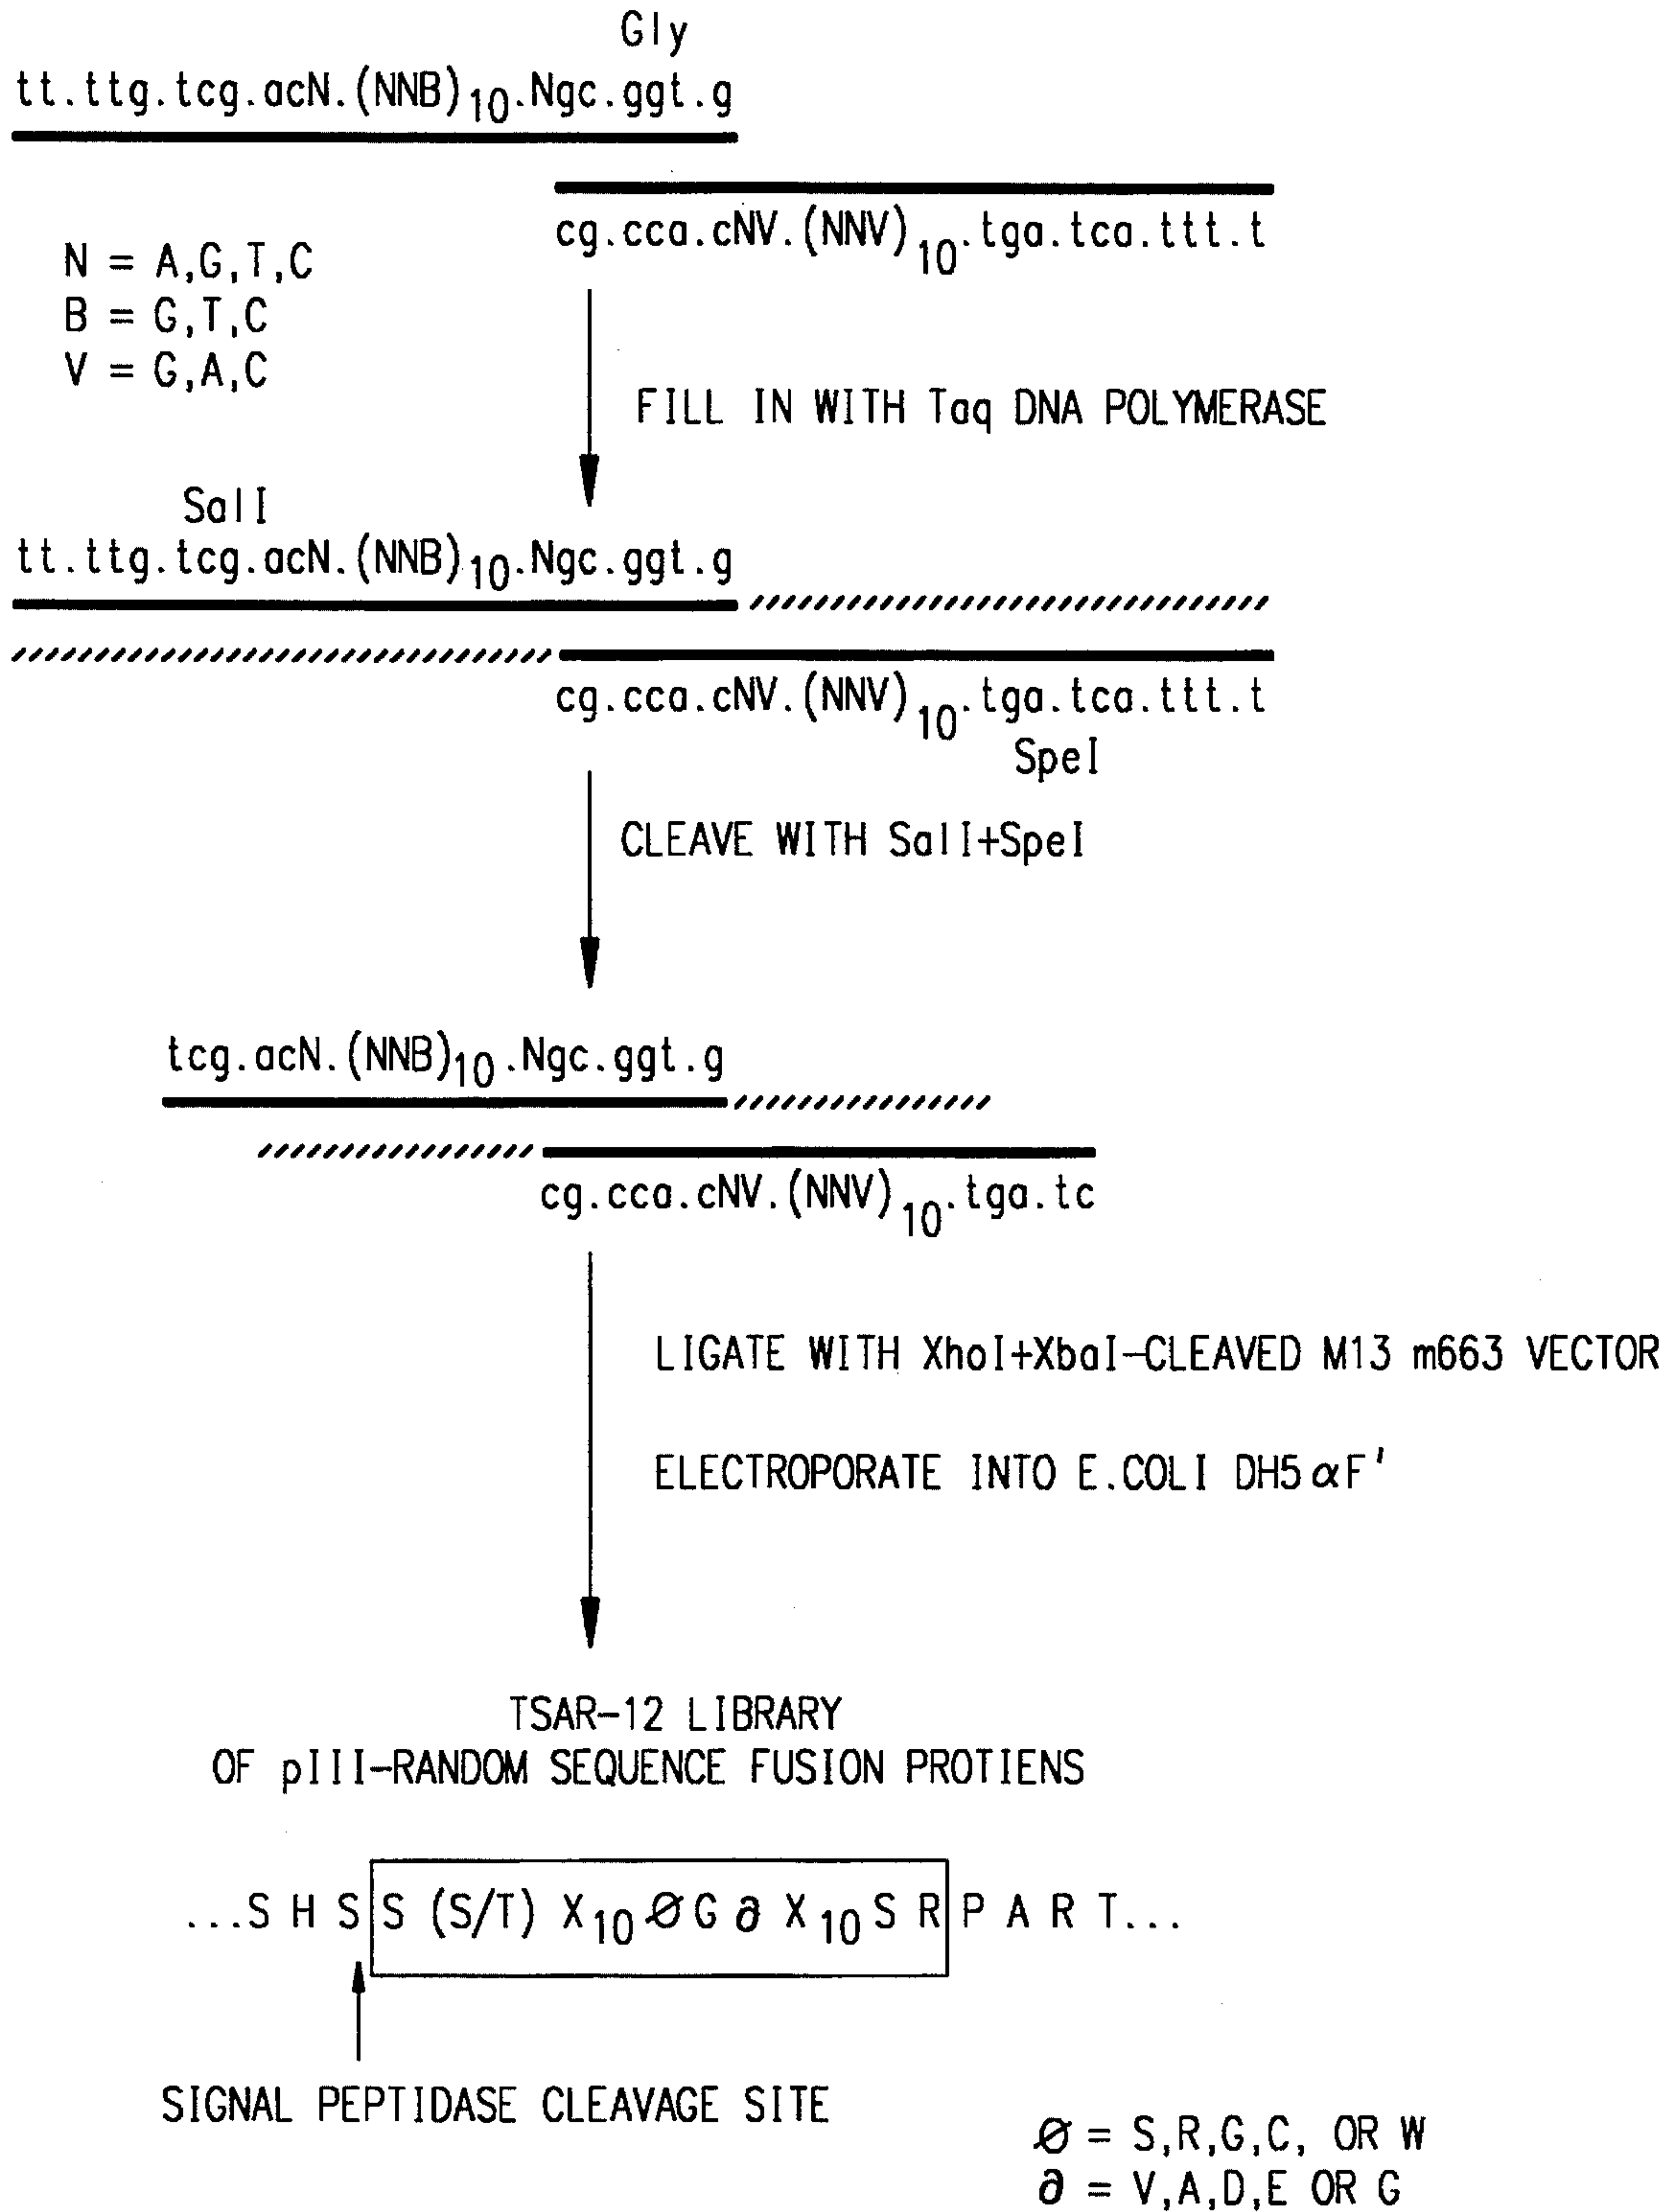 Gly
tt.ttg.tcg.acN.(NNB)10.Ngc.ggt.g
cg.cca.cNV.(NNV)10.tga.tca.ttt.t
N = A,G,T,C
B = G,T,C
V = G,A,C
FILL IN WITH Taq DNA POLYMERASE
SalI
tt.ttg.tcg.acN.(NNB)10.Ngc.ggt.g
cg.cca.cNV.(NNV)10.tga.tca.ttt.t
SpeI
CLEAVE WITH SalI+SpeI
tcg.acN.(NNB)10.Ngc.ggt.g
cg.cca.cNV.(NNV)10.tga.tc
LIGATE WITH XhoI+XbaI-CLEAVED M13 m663 VECTOR
ELECTROPORATE INTO E.COLI DH5αF'
TSAR-12 LIBRARY
OF pIII-RANDOM SEQUENCE FUSION PROTIENS
...S H S S (S/T) X10 Ø G ∂ X10 S R P A R T...
SIGNAL PEPTIDASE CLEAVAGE SITE
Ø = S,R,G,C, OR W
∂ = V,A,D,E OR G